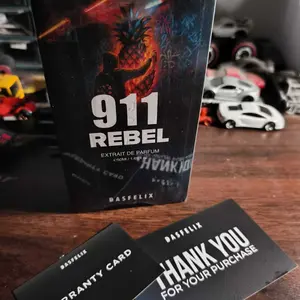 911
REBEL
EXTRAIT DE PARFUM
BASFELIX
BASFELIX
WARRANTY CARD
BASFELIX
THANK YOU
FOR YOUR PURCHASE